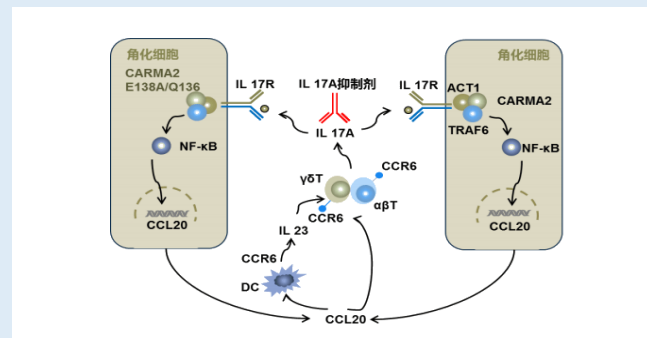 角化细胞
CARMA2
E138A/Q136
IL 17R
NF-κB
CCL20
IL 17A抑制剂
IL 17A
IL 17R
角化细胞
ACT1
CARMA2
TRAF6
NF-κB
CCL20
CCR6
γδT
αβT
CCR6
IL 23
CCR6
DC
CCL20